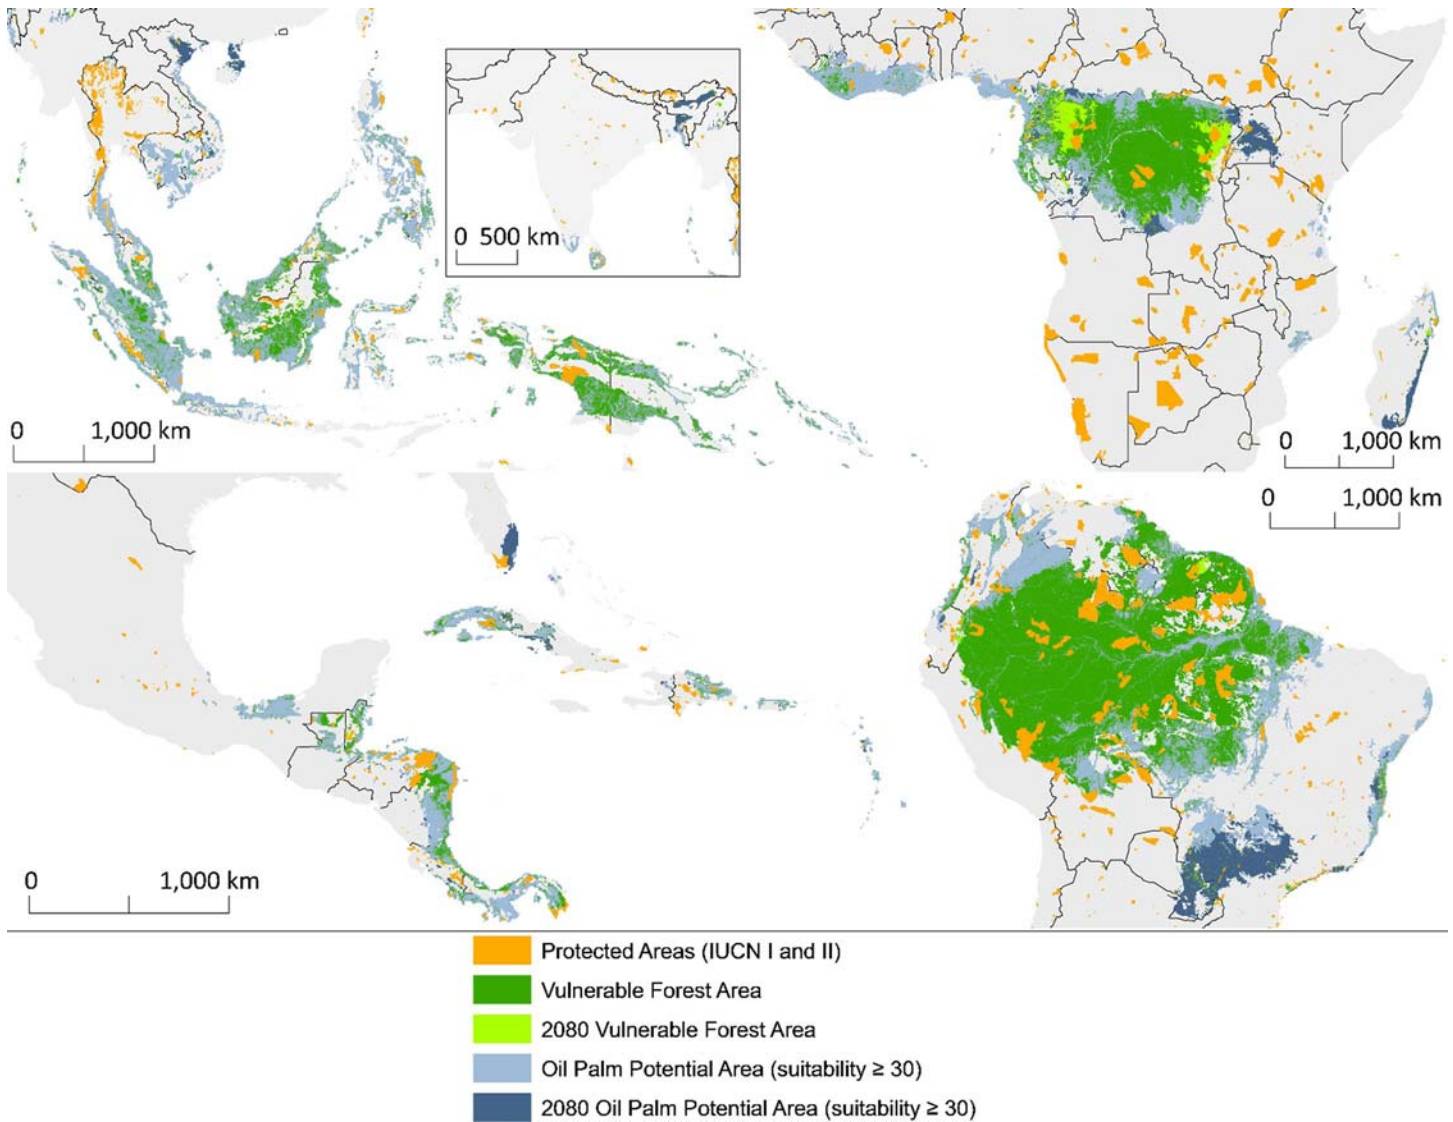 0 500 km
0 1,000 km
0 1,000 km
0 1,000 km
0 1,000 km
Protected Areas (IUCN I and II)
Vulnerable Forest Area
2080 Vulnerable Forest Area
Oil Palm Potential Area (suitability ≥ 30)
2080 Oil Palm Potential Area (suitability ≥ 30)